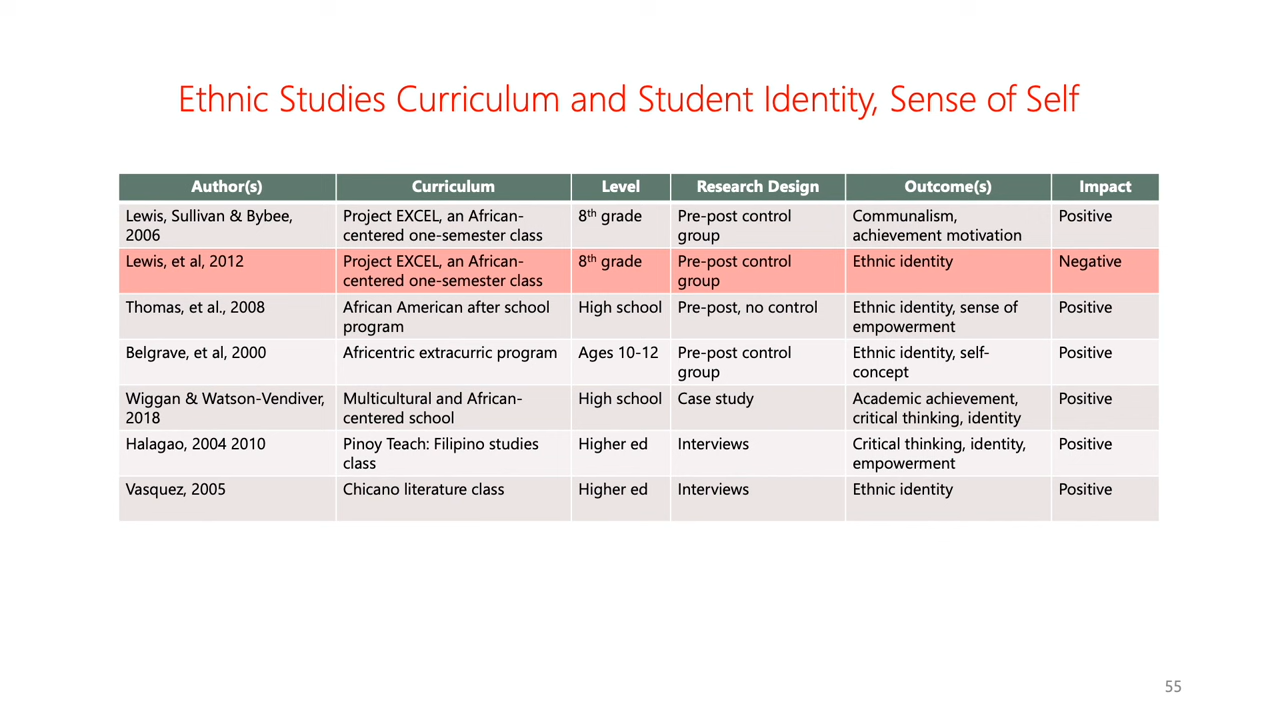 Ethnic Studies Curriculum and Student Identity, Sense of Self
Author(s) Curriculum Level Research Design Outcome(s) Impact
Lewis, Sullivan & Bybee, 2006 Project EXCEL, an African-centered one-semester class 8th grade Pre-post control group Communalism, achievement motivation Positive
Lewis, et al, 2012 Project EXCEL, an African-centered one-semester class 8th grade Pre-post control group Ethnic identity Negative
Thomas, et al., 2008 African American after school program High school Pre-post, no control Ethnic identity, sense of empowerment Positive
Belgrave, et al, 2000 Africentric extracurric program Ages 10-12 Pre-post control group Ethnic identity, self-concept Positive
Wiggan & Watson-Vendiver, 2018 Multicultural and African-centered school High school Case study Academic achievement, critical thinking, identity Positive
Halagao, 2004 2010 Pinoy Teach: Filipino studies class Higher ed Interviews Critical thinking, identity, empowerment Positive
Vasquez, 2005 Chicano literature class Higher ed Interviews Ethnic identity Positive
55